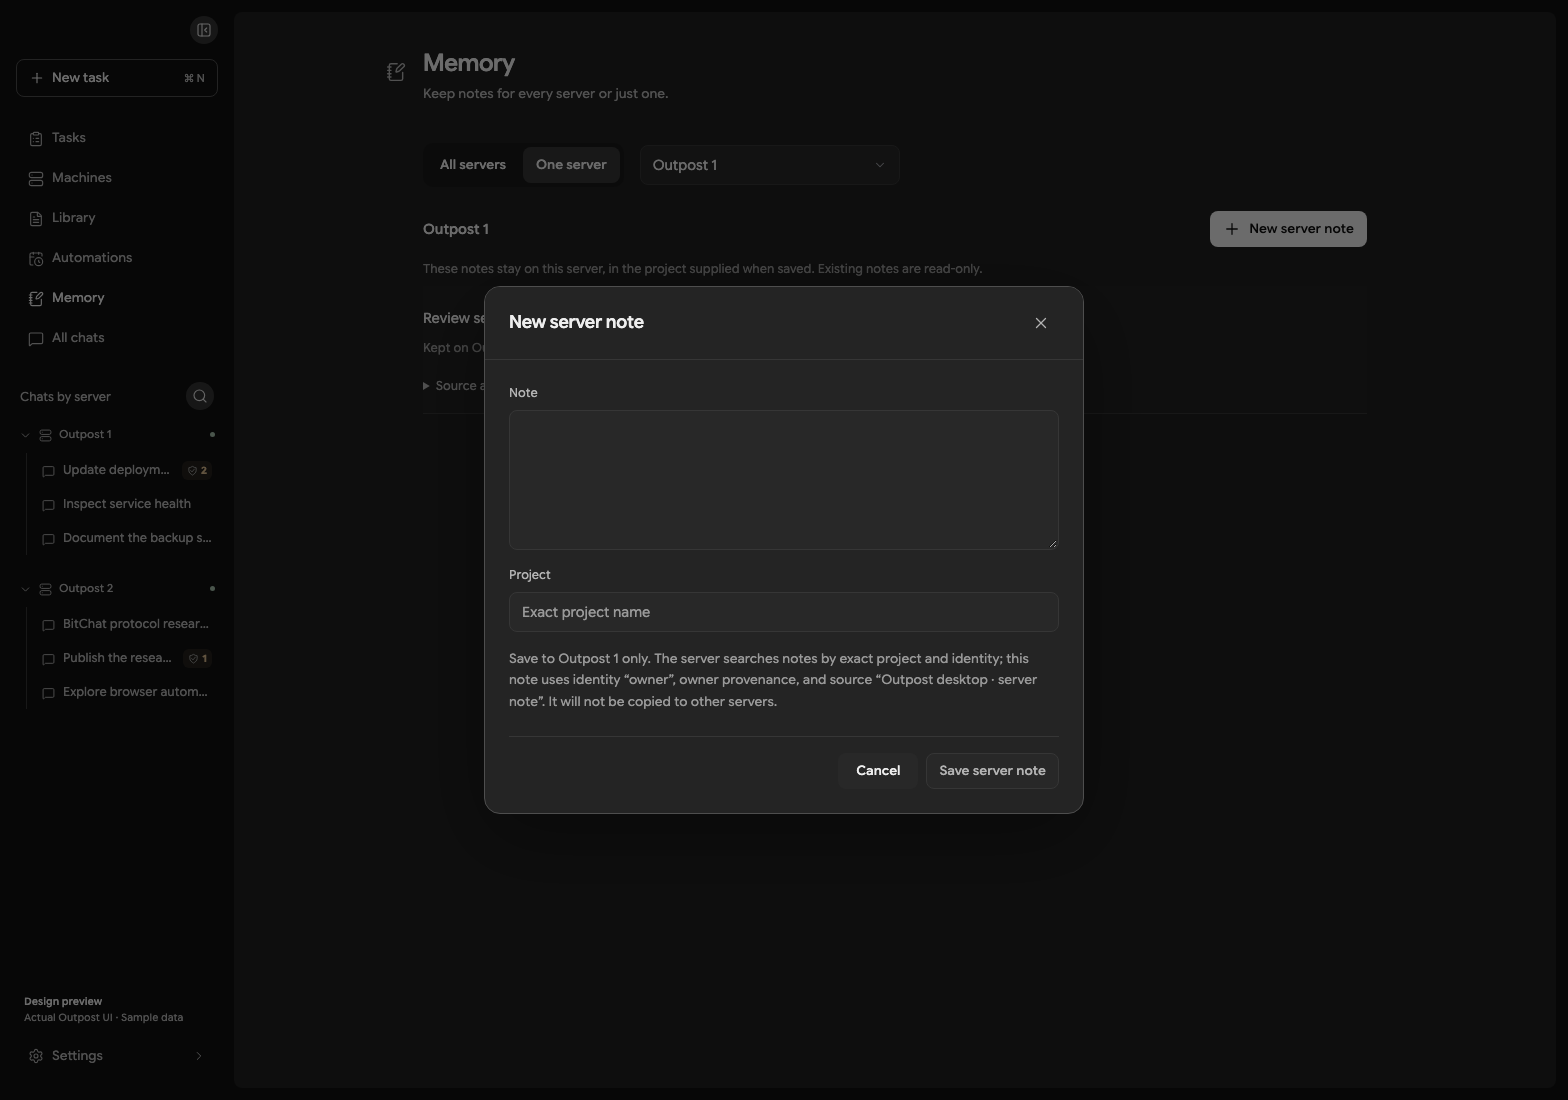 New task
⌘ N
Tasks
Machines
Library
Automations
Memory
All chats
Chats by server
Outpost 1
Update deploym...
2
Inspect service health
Document the backup s...
Outpost 2
BitChat protocol resear...
Publish the resea...
1
Explore browser autom...
Design preview
Actual Outpost UI · Sample data
Settings
Memory
Keep notes for every server or just one.
All servers
One server
Outpost 1
Outpost 1
New server note
These notes stay on this server, in the project supplied when saved. Existing notes are read-only.
Review
Kept on
Source
New server note
Note
Project
Exact project name
Save to Outpost 1 only. The server searches notes by exact project and identity; this
note uses identity “owner”, owner provenance, and source “Outpost desktop · server
note”. It will not be copied to other servers.
Cancel
Save server note